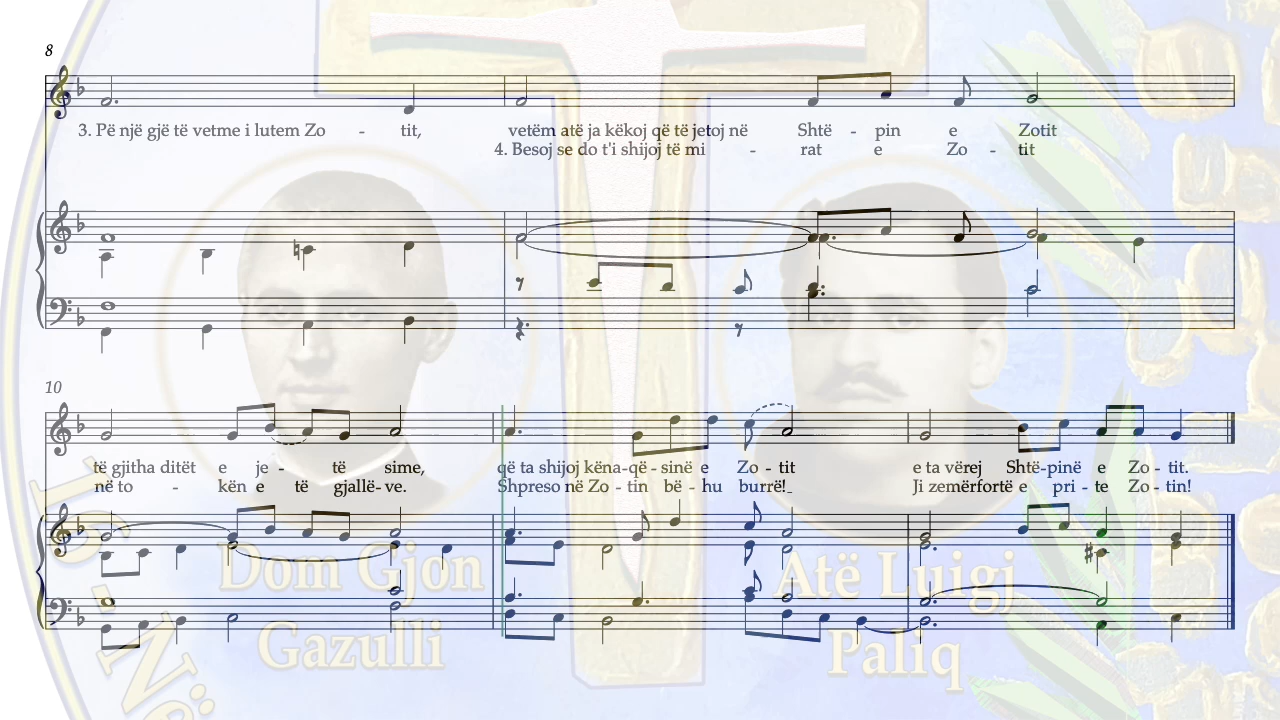 8
3. Pë një gjë të vetme i lutem Zo - tit, vetëm atë ja këkoj që të jetoj në Shtë - pin e Zotit
4. Besoj se do t'i shijoj të mi - rat e Zo - tit
10
të gjitha ditët e je - të sime, që ta shijoj këna-që - sinë e Zo - tit e ta vërej Shtë-pinë e Zo - tit.
në to - kën e të gjallë-ve. Shpreso në Zo - tin bë - hu burrë!_ Ji zemërfortë e pri - te Zo - tin!
Dom Gjon
Gazulli
Atë Luigj
Paliq